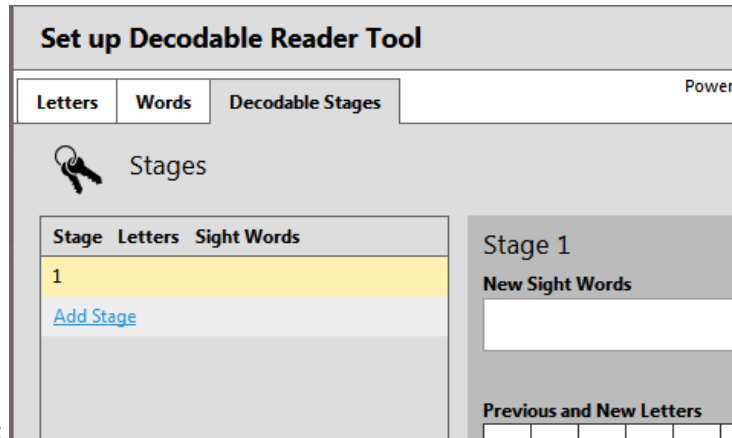 Set up Decodable Reader Tool
Letters Words Decodable Stages
Stages
Stage Letters Sight Words
1
Add Stage
Stage 1
New Sight Words
Previous and New Letters